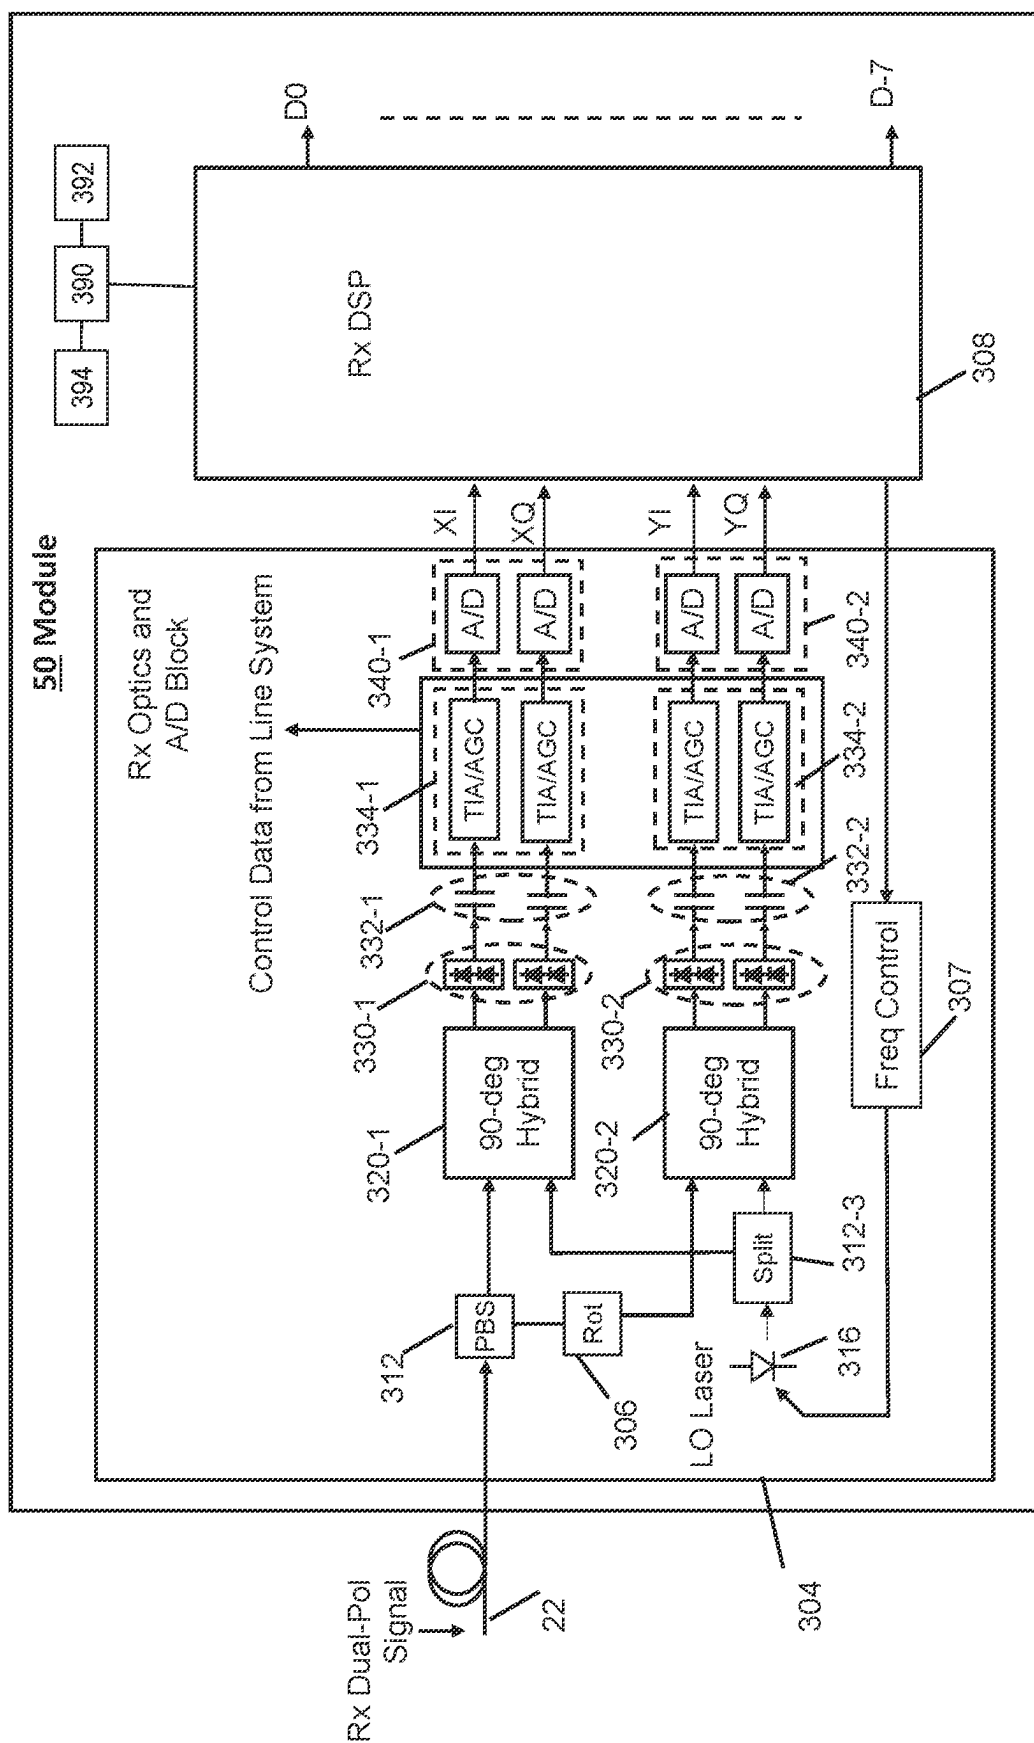 50 Module
394
390
392
Rx Optics and
A/D Block
Control Data from Line System
Rx Dual-Pol
Signal
22
304
312
PBS
306
Rot
LO Laser
316
Split
312-3
320-1
90-deg
Hybrid
320-2
90-deg
Hybrid
330-1
330-2
332-1
332-2
334-1
TIA/AGC
TIA/AGC
TIA/AGC
TIA/AGC
334-2
340-1
A/D
A/D
A/D
A/D
340-2
XI
XQ
YI
YQ
Freq Control
307
Rx DSP
308
D0
D-7